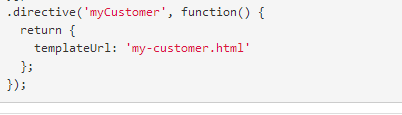 .directive('myCustomer', function() {
  return {
    templateUrl: 'my-customer.html'
  };
});